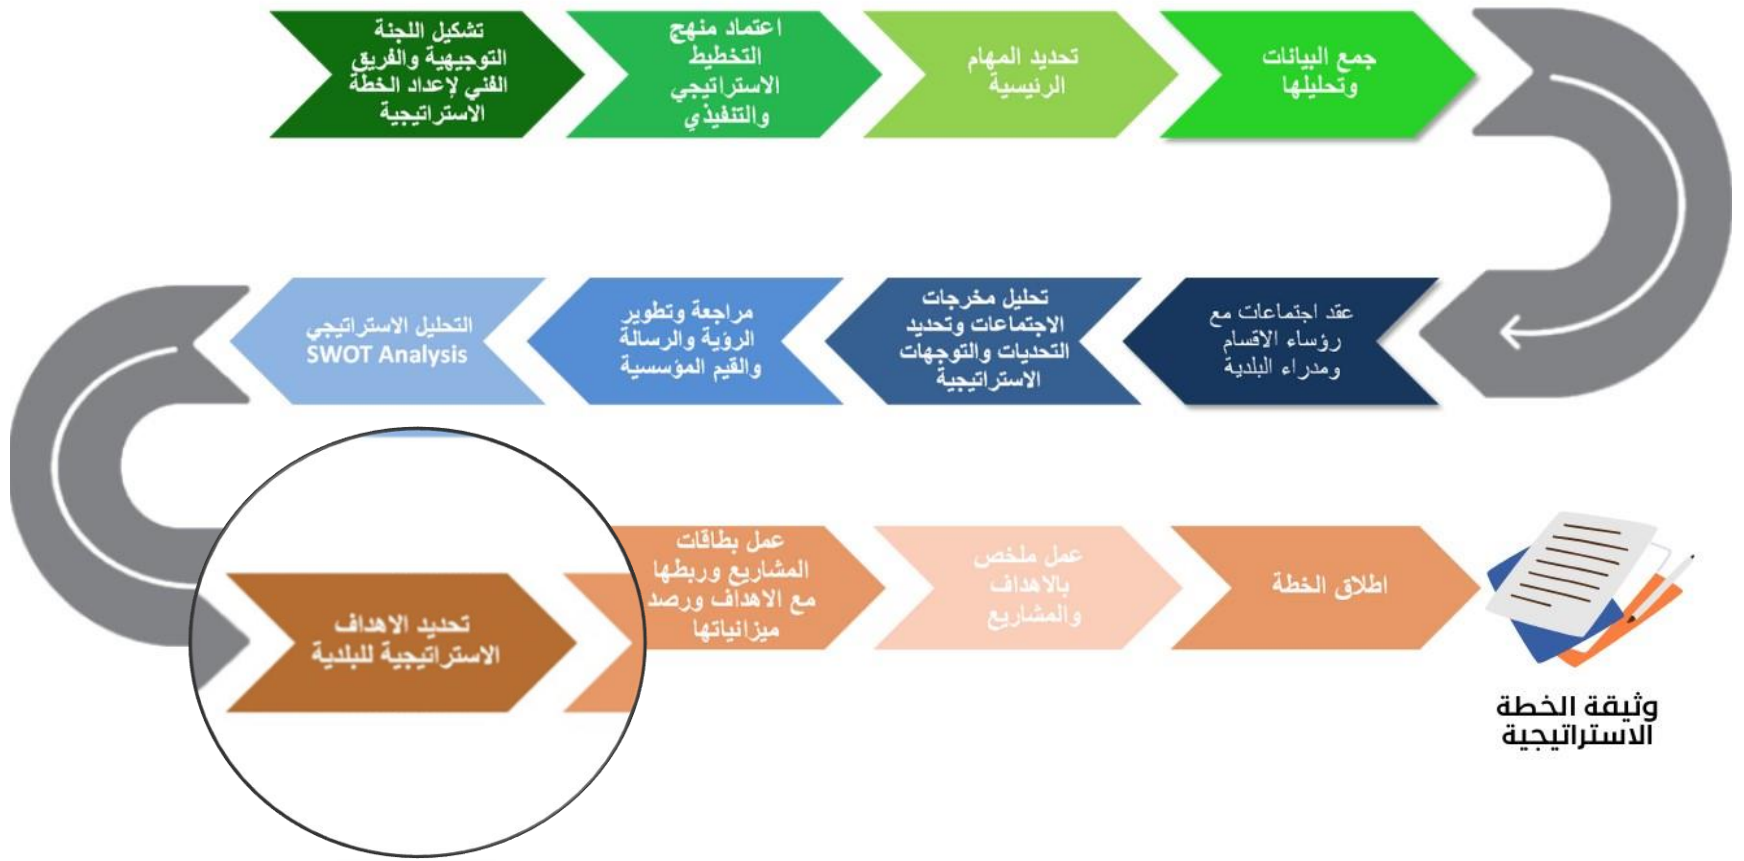 تشكيل اللجنة
التوجيهية والفريق
الفني لإعداد الخطة
الاستراتيجية
اعتماد منهج
التخطيط
الاستراتيجي
والتنفيذي
تحديد المهام
الرئيسية
جمع البيانات
وتحليلها
عقد اجتماعات مع
رؤساء الاقسام
ومدراء البلدية
تحليل مخرجات
الاجتماعات وتحديد
التحديات والتوجهات
الاستراتيجية
مراجعة وتطوير
الرؤية والرسالة
والقيم المؤسسية
التحليل الاستراتيجي
SWOT Analysis
تحديد الاهداف
الاستراتيجية للبلدية
عمل بطاقات
المشاريع وربطها
مع الاهداف ورصد
ميزانياتها
عمل ملخص
بالاهداف
والمشاريع
اطلاق الخطة
وثيقة الخطة
الاستراتيجية